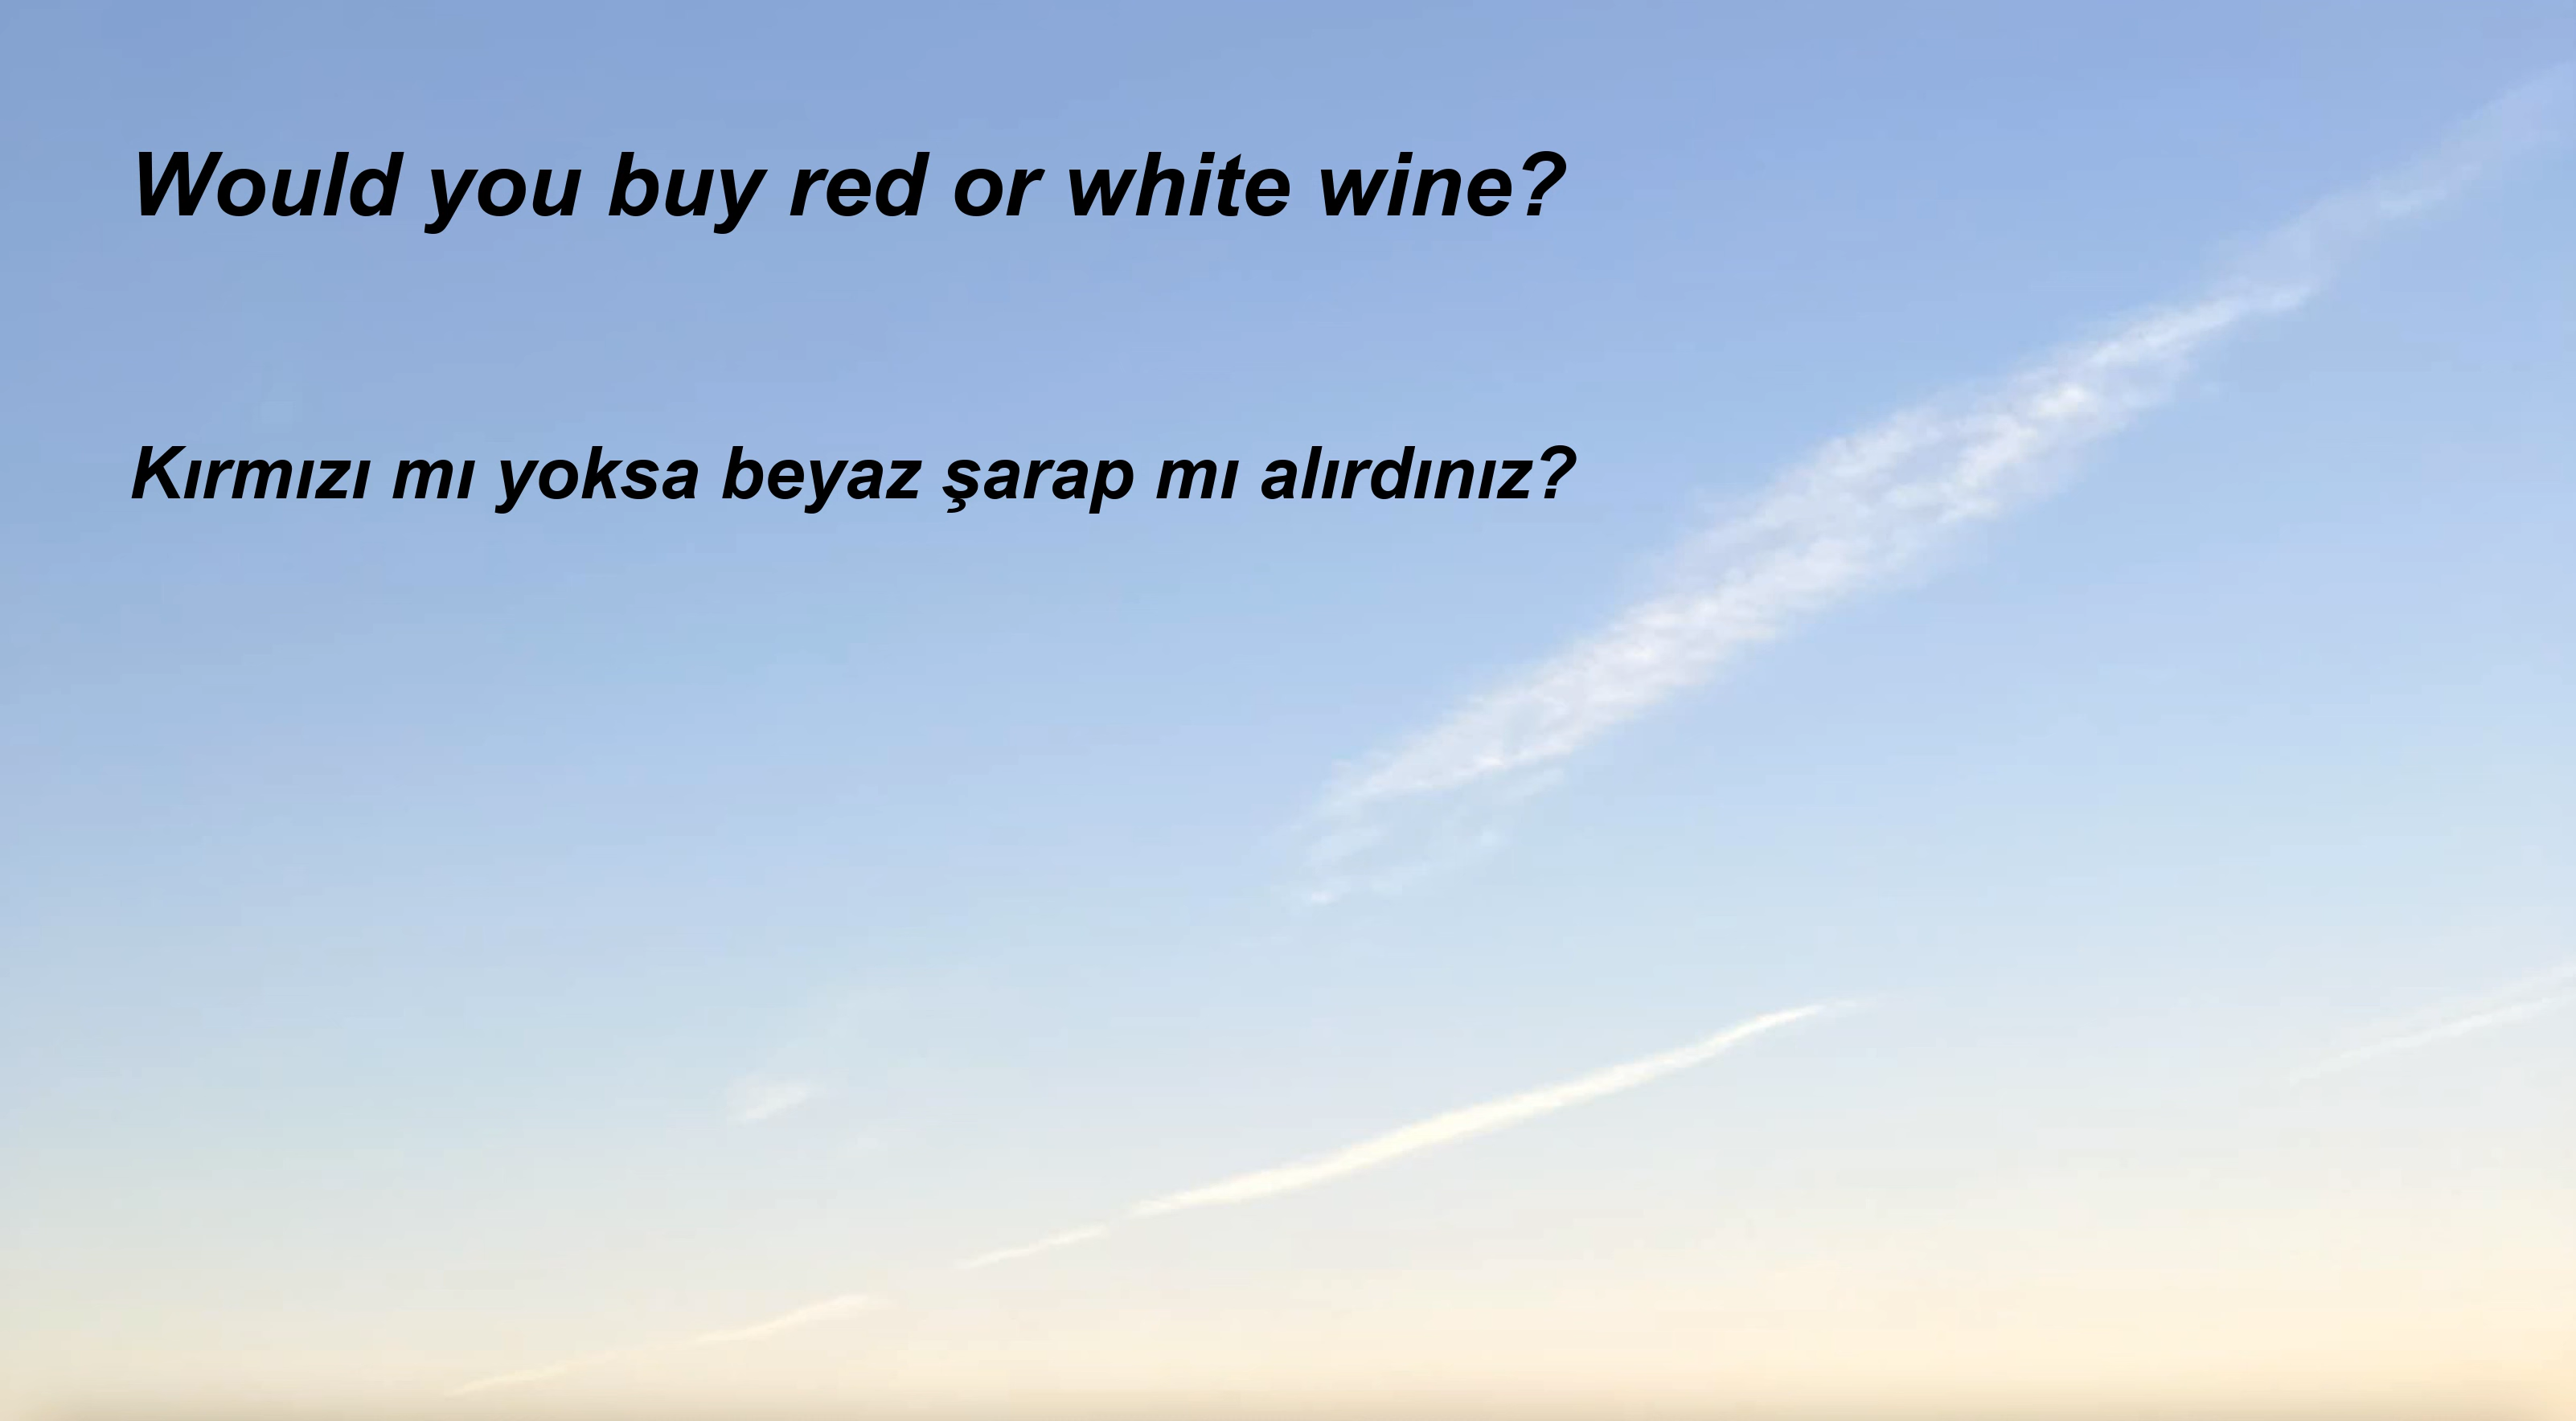 Would you buy red or white wine?
Kırmızı mı yoksa beyaz şarap mı alırdınız?